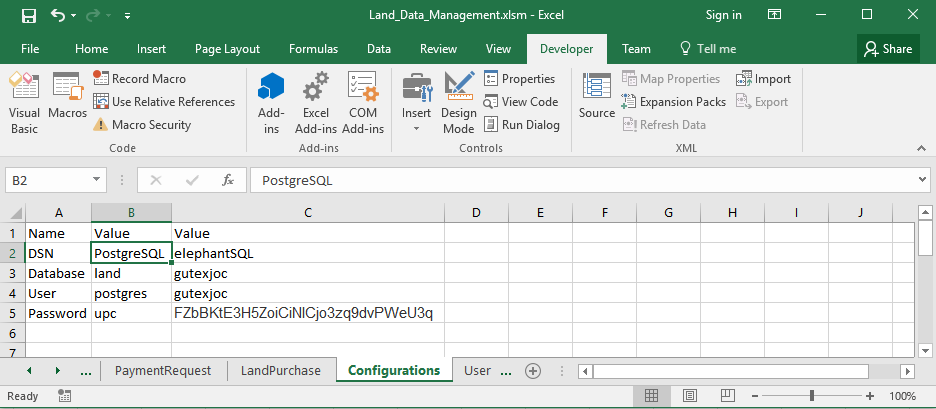 Land_Data_Management.xlsm - Excel Sign in
File Home Insert Page Layout Formulas Data Review View Developer Team Tell me Share
Visual Basic
Macros
Record Macro
Use Relative References
Macro Security
Code
Add-ins
Excel Add-ins
COM Add-ins
Add-ins
Insert
Design Mode
Properties
View Code
Run Dialog
Controls
Source
Map Properties
Expansion Packs
Refresh Data
Import
Export
XML
B2 fx PostgreSQL
A B C D E F G H I J
1 Name Value Value
2 DSN PostgreSQL elephantSQL
3 Database land gutexjoc
4 User postgres gutexjoc
5 Password upc FZbBKtE3H5ZoiCiNlCjo3zq9dvPWeU3q
6
7
... PaymentRequest LandPurchase Configurations User ...
Ready 100%